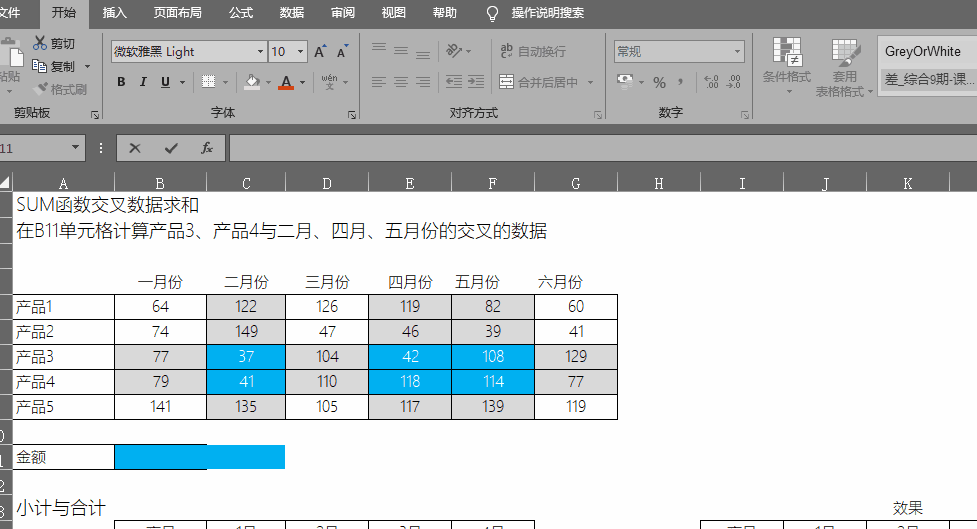 文件 开始 插入 页面布局 公式 数据 审阅 视图 帮助 操作说明搜索
剪切 微软雅黑 Light 10 A A ab 自动换行 常规 GreyOrWhite
粘贴 复制 B I U A wén 合并后居中 % , 条件格式 套用 差_综合9期-课...
格式刷 表格格式
剪贴板 字体 对齐方式 数字
11 fx
A B C D E F G H I J K
SUM函数交叉数据求和
在B11单元格计算产品3、产品4与二月、四月、五月份的交叉的数据
一月份 二月份 三月份 四月份 五月份 六月份
产品1 64 122 126 119 82 60
产品2 74 149 47 46 39 41
产品3 77 37 104 42 108 129
产品4 79 41 110 118 114 77
产品5 141 135 105 117 139 119
金额
小计与合计 效果